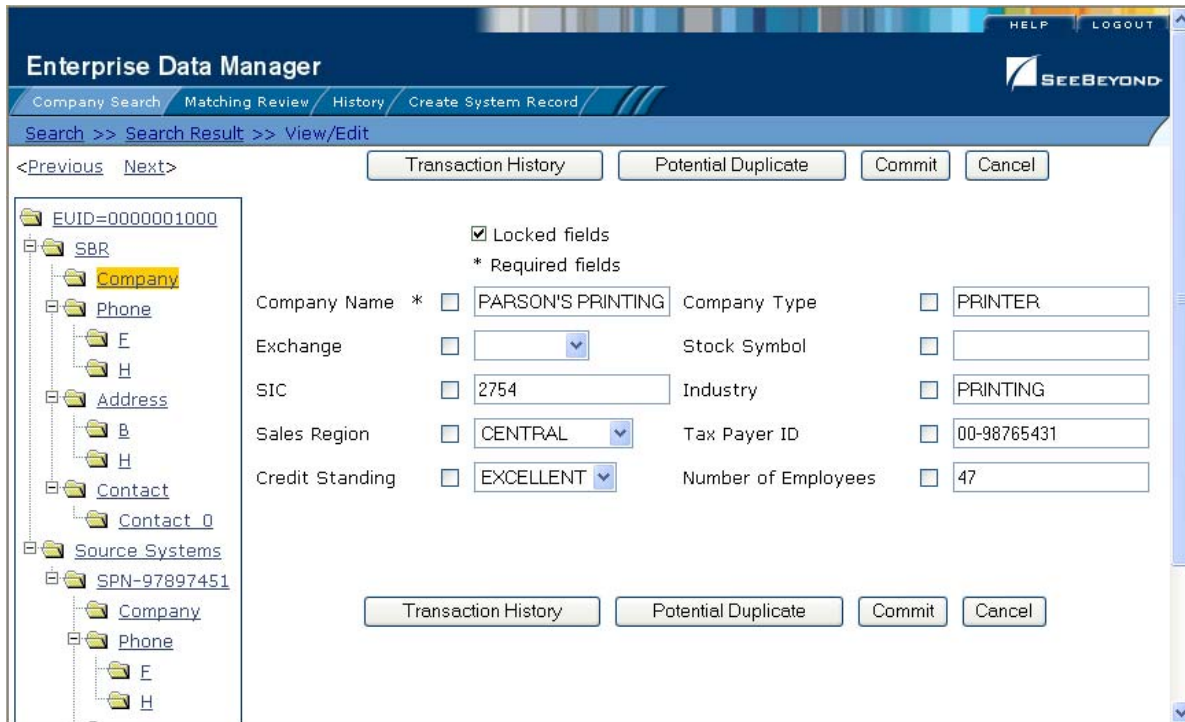 HELP LOGOUT
Enterprise Data Manager
SEEBEYOND
Company Search Matching Review History Create System Record
Search >> Search Result >> View/Edit
<Previous Next> Transaction History Potential Duplicate Commit Cancel
EUID=0000001000
SBR
Company
Phone
F
H
Address
B
H
Contact
Contact_0
Source Systems
SPN-97897451
Company
Phone
F
H
Locked fields
* Required fields
Company Name * PARSON'S PRINTING Company Type PRINTER
Exchange Stock Symbol
SIC 2754 Industry PRINTING
Sales Region CENTRAL Tax Payer ID 00-98765431
Credit Standing EXCELLENT Number of Employees 47
Transaction History Potential Duplicate Commit Cancel